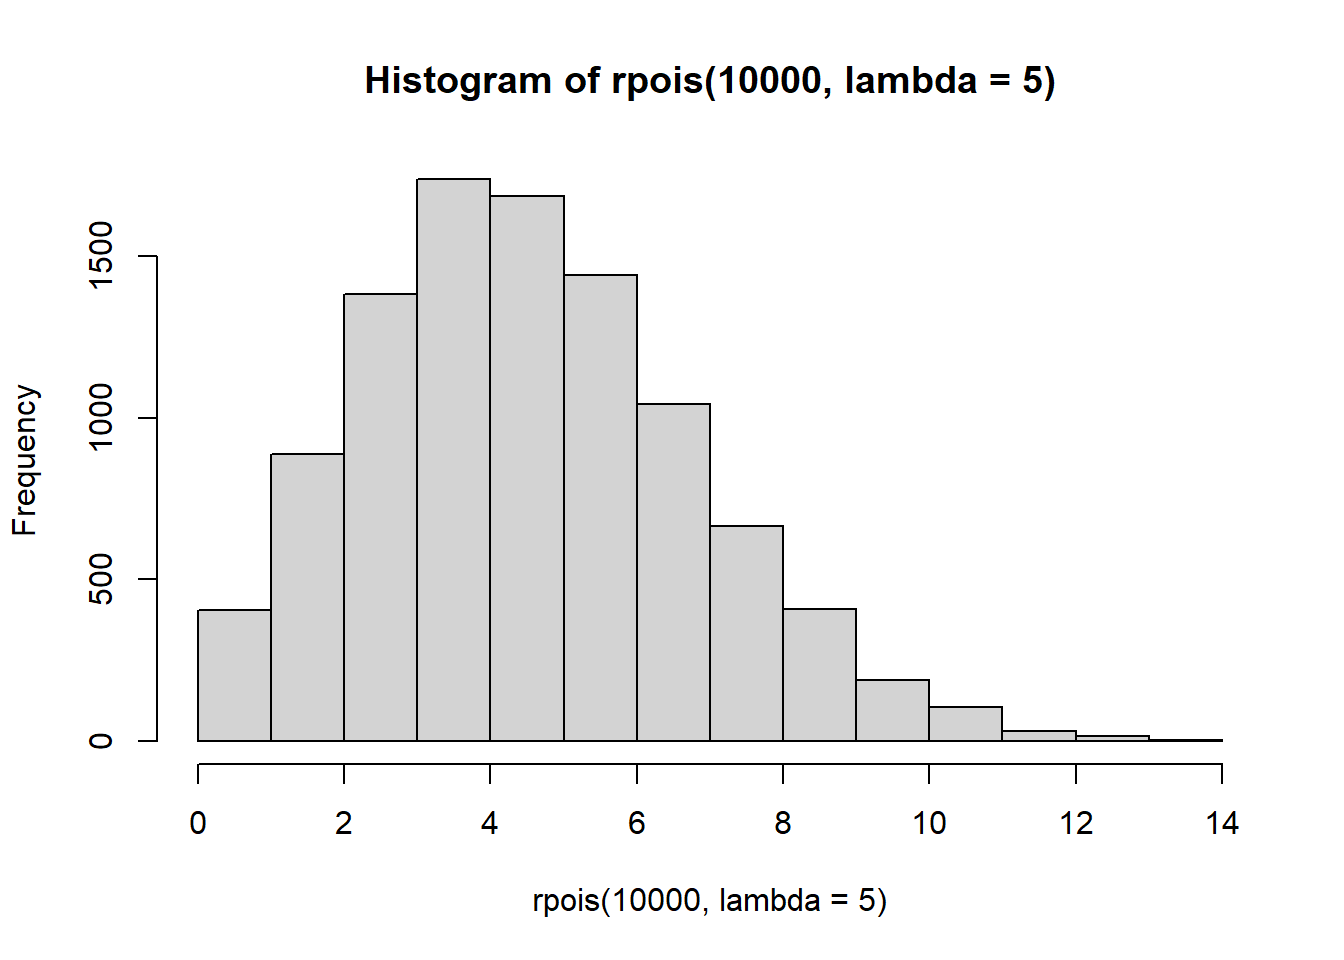 Histogram of rpois(10000, lambda = 5)
Frequency
1500
1000
500
0
0 2 4 6 8 10 12 14
rpois(10000, lambda = 5)